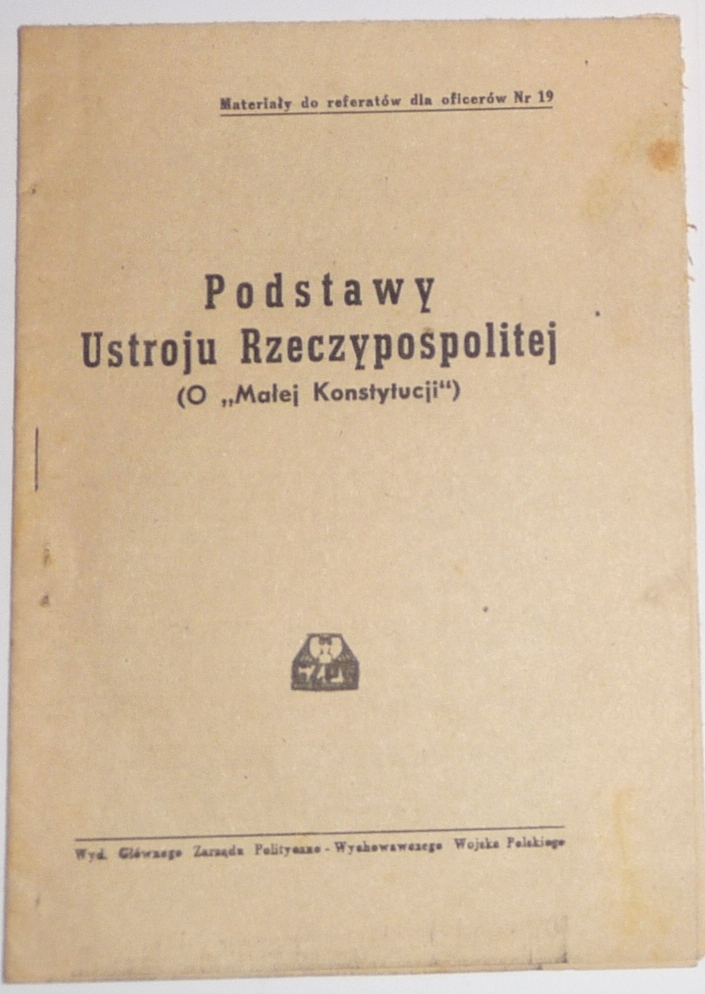 Materiały do referatów dla oficerów Nr 19
Podstawy
Ustroju Rzeczypospolitej
(O „Małej Konstytucji“)
Wyd. Głównego Zarządu Polityczno-Wychowawczego Wojska Polskiego